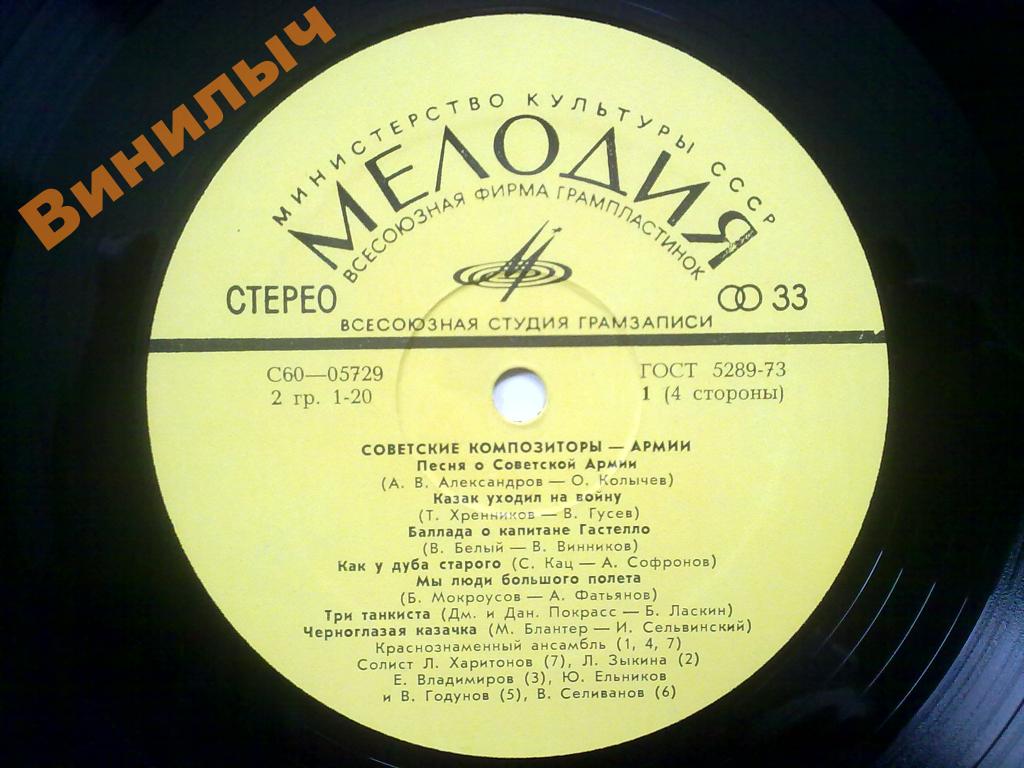 Винилыч
МИНИСТЕРСТВО КУЛЬТУРЫ СССР
МЕЛОДИЯ
ВСЕСОЮЗНАЯ ФИРМА ГРАМПЛАСТИНОК
СТЕРЕО
33
ВСЕСОЮЗНАЯ СТУДИЯ ГРАМЗАПИСИ
С60—05729
ГОСТ 5289-73
2 гр. 1-20
1 (4 стороны)
СОВЕТСКИЕ КОМПОЗИТОРЫ — АРМИИ
Песня о Советской Армии
(А. В. Александров — О. Колычев)
Казак уходил на войну
(Т. Хренников — В. Гусев)
Баллада о капитане Гастелло
(В. Белый — В. Винников)
Как у дуба старого (С. Кац — А. Софронов)
Мы люди большого полета
(Б. Мокроусов — А. Фатьянов)
Три танкиста (Дм. и Дан. Покрасс — Б. Ласкин)
Черноглазая казачка (М. Блантер — И. Сельвинский)
Краснознаменный ансамбль (1, 4, 7)
Солист Л. Харитонов (7), Л. Зыкина (2)
Е. Владимиров (3), Ю. Ельников
и В. Годунов (5), В. Селиванов (6)